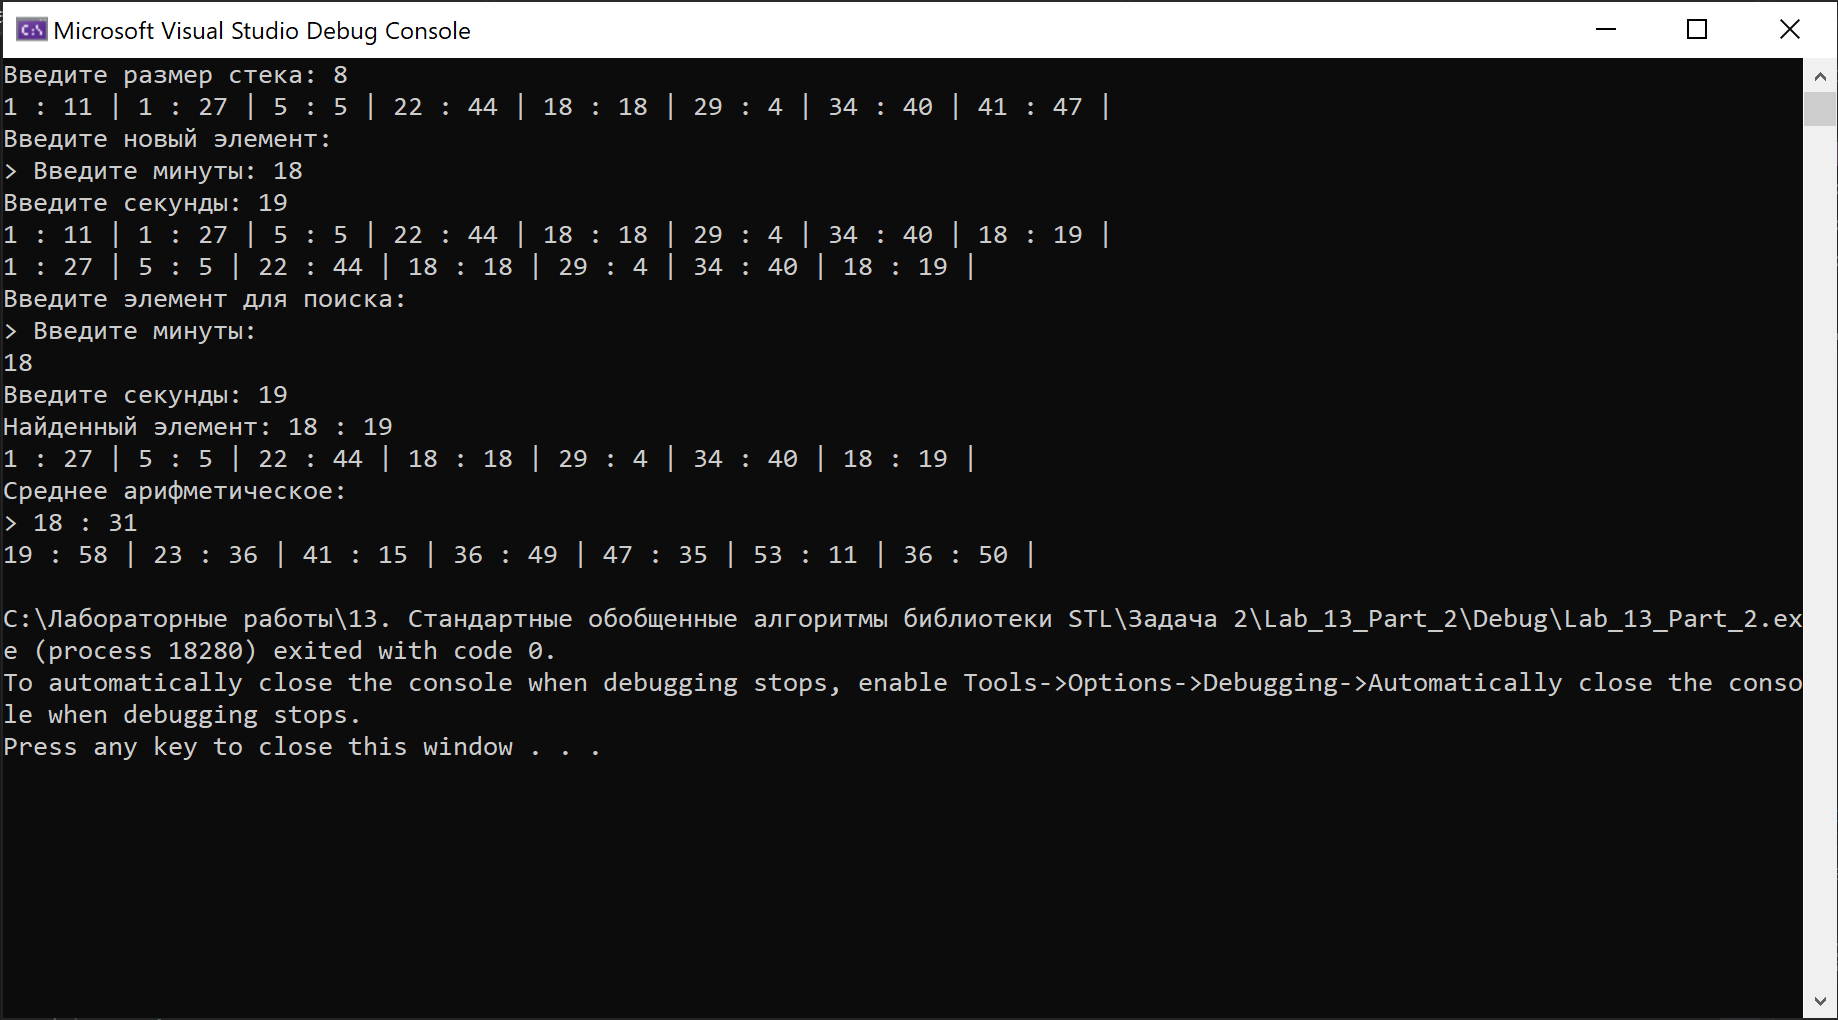 Microsoft Visual Studio Debug Console
Введите размер стека: 8
1 : 11 | 1 : 27 | 5 : 5 | 22 : 44 | 18 : 18 | 29 : 4 | 34 : 40 | 41 : 47 |
Введите новый элемент:
> Введите минуты: 18
Введите секунды: 19
1 : 11 | 1 : 27 | 5 : 5 | 22 : 44 | 18 : 18 | 29 : 4 | 34 : 40 | 18 : 19 |
1 : 27 | 5 : 5 | 22 : 44 | 18 : 18 | 29 : 4 | 34 : 40 | 18 : 19 |
Введите элемент для поиска:
> Введите минуты:
18
Введите секунды: 19
Найденный элемент: 18 : 19
1 : 27 | 5 : 5 | 22 : 44 | 18 : 18 | 29 : 4 | 34 : 40 | 18 : 19 |
Среднее арифметическое:
> 18 : 31
19 : 58 | 23 : 36 | 41 : 15 | 36 : 49 | 47 : 35 | 53 : 11 | 36 : 50 |
C:\Лабораторные работы\13. Стандартные обобщенные алгоритмы библиотеки STL\Задача 2\Lab_13_Part_2\Debug\Lab_13_Part_2.ex
e (process 18280) exited with code 0.
To automatically close the console when debugging stops, enable Tools->Options->Debugging->Automatically close the conso
le when debugging stops.
Press any key to close this window . . .